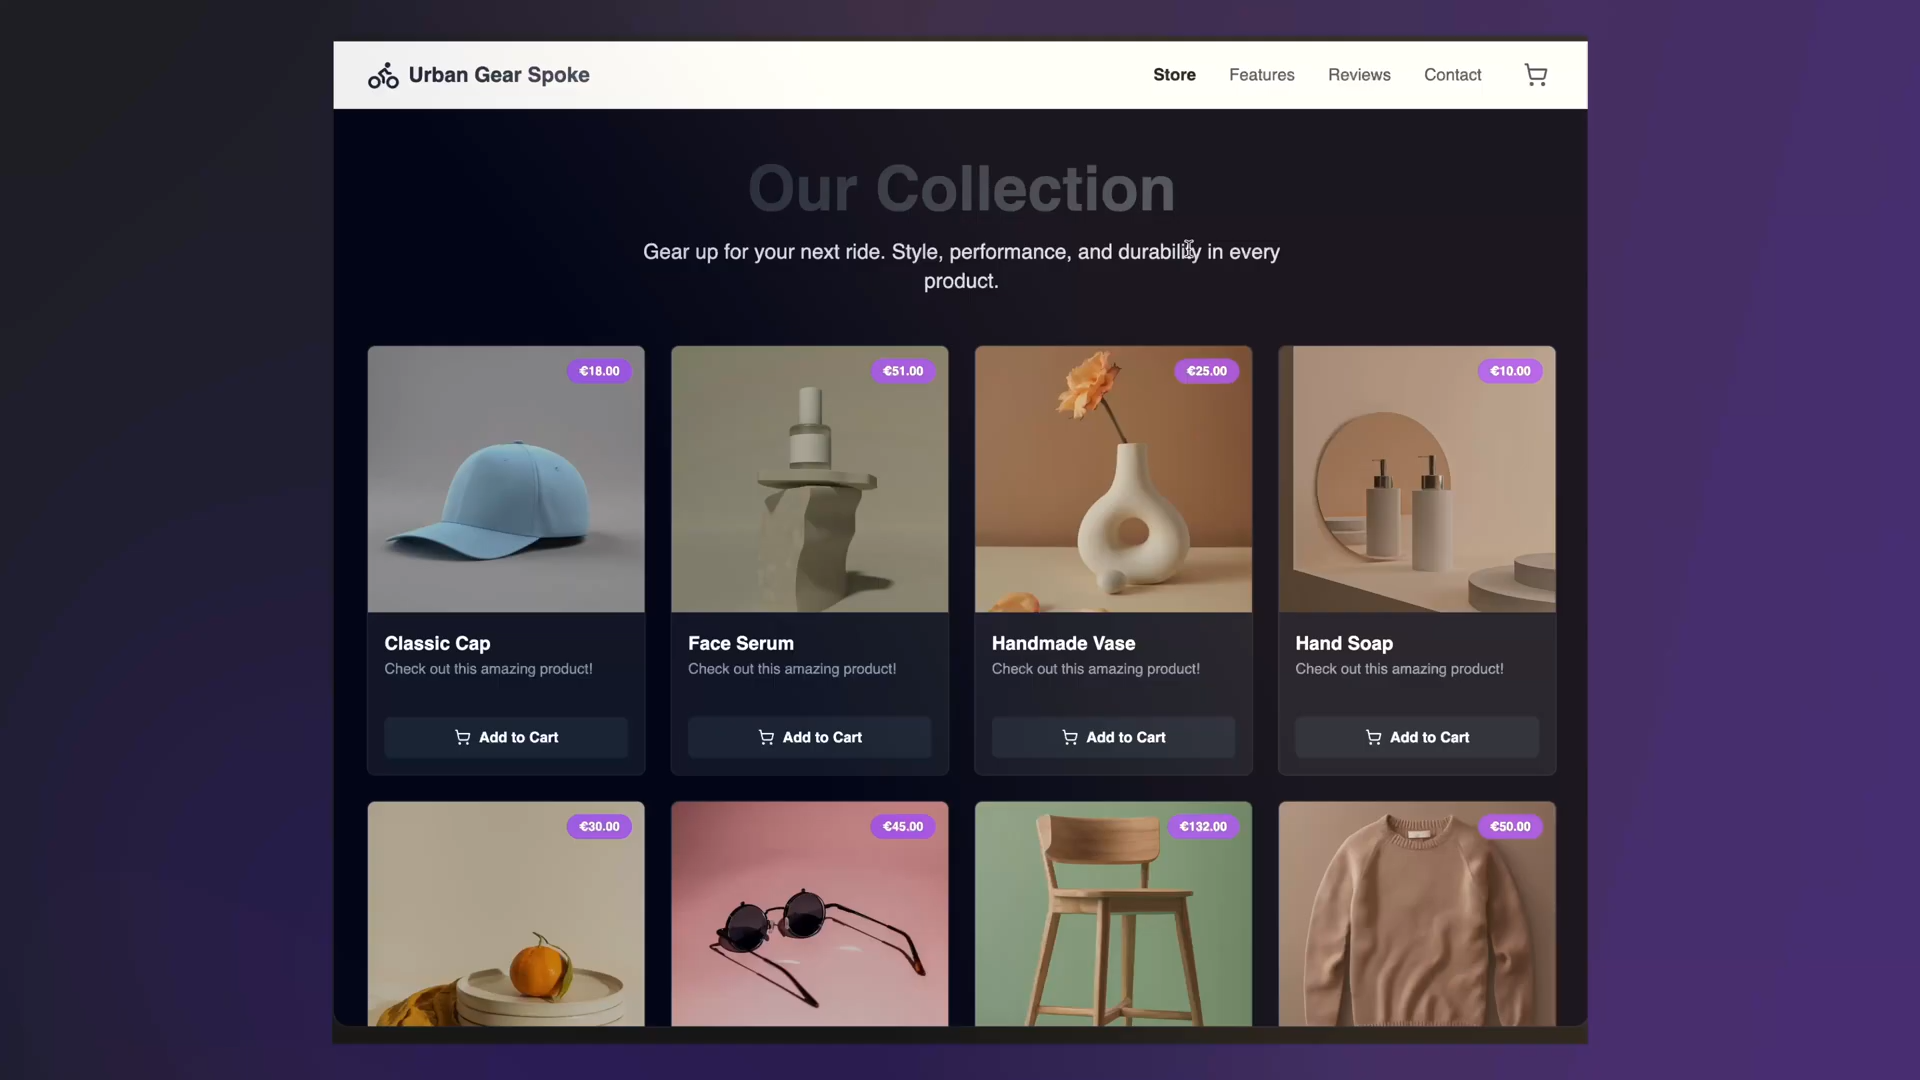 Urban Gear Spoke
Store
Features
Reviews
Contact
Our Collection
Gear up for your next ride. Style, performance, and durability in every
product.
€18.00
€51.00
€25.00
€10.00
Classic Cap
Check out this amazing product!
Add to Cart
Face Serum
Check out this amazing product!
Add to Cart
Handmade Vase
Check out this amazing product!
Add to Cart
Hand Soap
Check out this amazing product!
Add to Cart
€30.00
€45.00
€132.00
€50.00